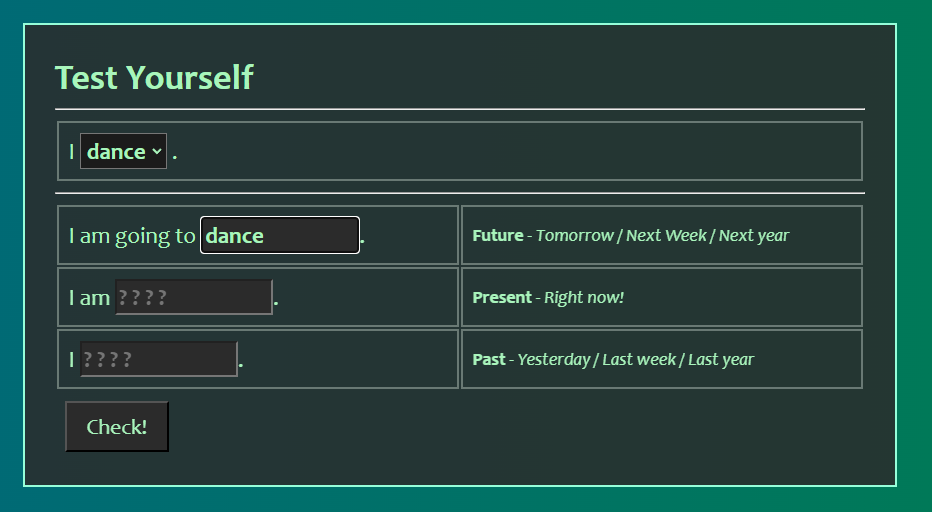 Test Yourself
I dance .
I am going to dance . Future - Tomorrow / Next Week / Next year
I am ???? . Present - Right now!
I ???? . Past - Yesterday / Last week / Last year
Check!